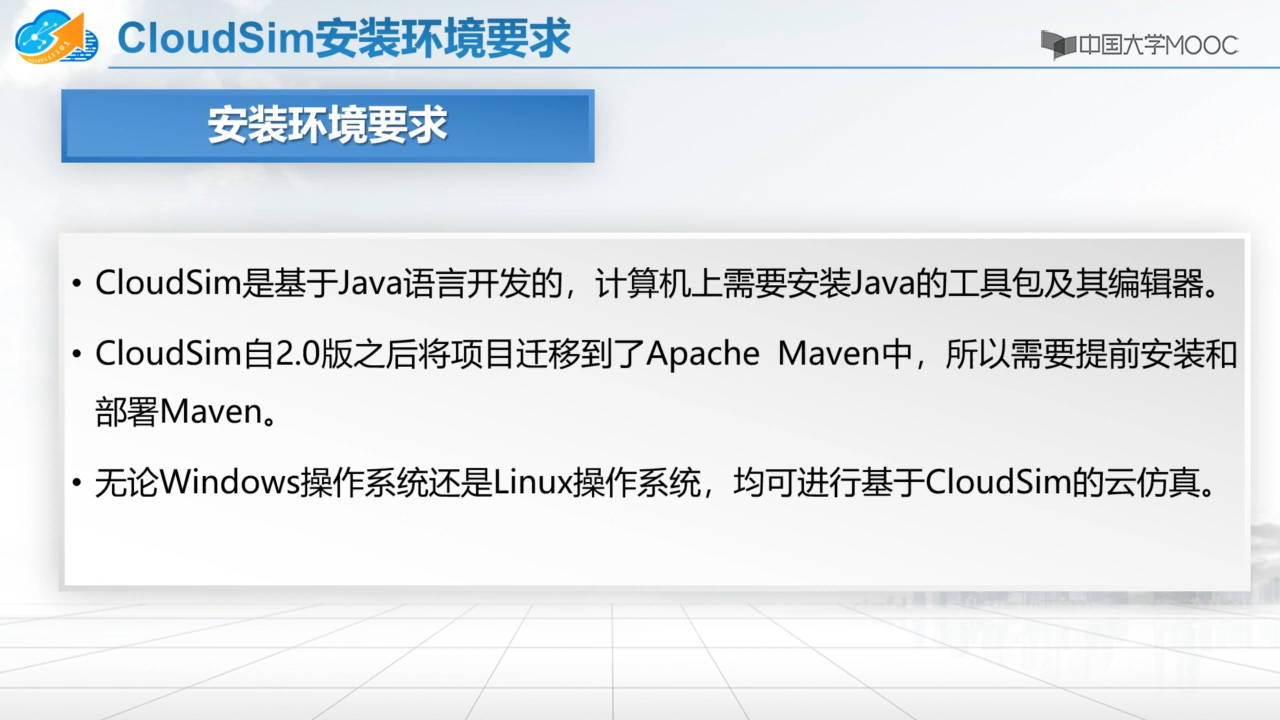 CloudSim安装环境要求
中国大学MOOC
安装环境要求
• CloudSim是基于Java语言开发的，计算机上需要安装Java的工具包及其编辑器。
• CloudSim自2.0版之后将项目迁移到了Apache Maven中，所以需要提前安装和
部署Maven。
• 无论Windows操作系统还是Linux操作系统，均可进行基于CloudSim的云仿真。